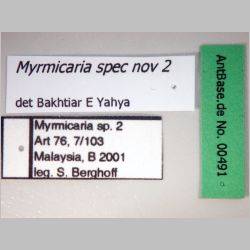 Myrmicaria spec nov 2
det Bakhtiar E Yahya
Myrmicaria sp. 2
Art 76, 7/103
Malaysia, B 2001
leg. S. Berghoff
AntBase.de No. 00491